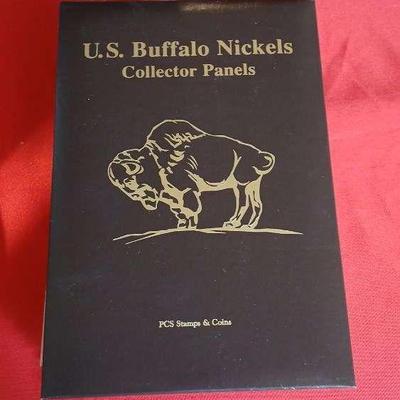 U.S. Buffalo Nickels
Collector Panels
PCS Stamps & Coins